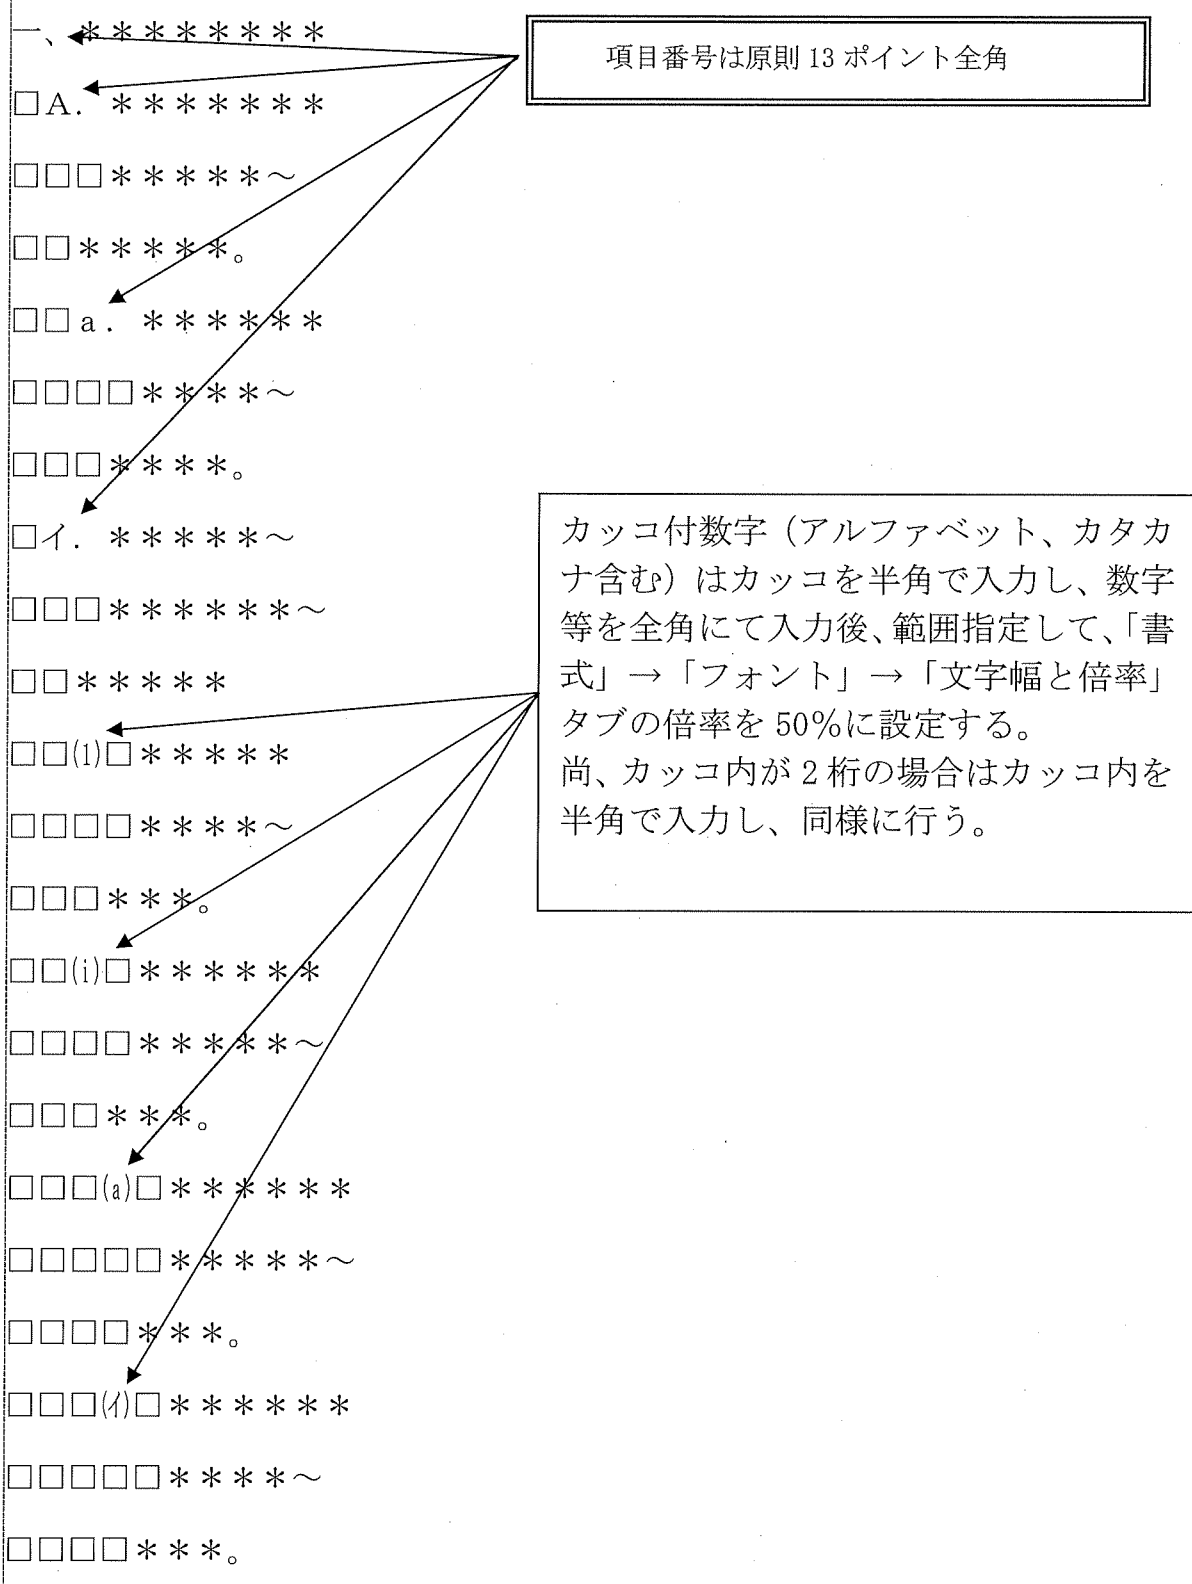 一、＊＊＊＊＊＊＊＊
項目番号は原則 13 ポイント全角
□Ａ．＊＊＊＊＊＊＊
□□□＊＊＊＊＊～
□□＊＊＊＊＊。
□□ａ．＊＊＊＊＊＊
□□□□＊＊＊＊～
□□□＊＊＊＊。
□イ．＊＊＊＊＊～
□□□＊＊＊＊＊＊～
□□＊＊＊＊＊
□□(1)□＊＊＊＊＊
□□□□＊＊＊＊～
□□□＊＊＊。
□□(i)□＊＊＊＊＊＊
□□□□＊＊＊＊＊～
□□□＊＊＊。
□□□(a)□＊＊＊＊＊＊
□□□□□＊＊＊＊＊～
□□□□＊＊＊。
□□□(イ)□＊＊＊＊＊＊
□□□□□＊＊＊＊～
□□□□＊＊＊。
カッコ付数字（アルファベット、カタカ
ナ含む）はカッコを半角で入力し、数字
等を全角にて入力後、範囲指定して、「書
式」→「フォント」→「文字幅と倍率」
タブの倍率を 50％に設定する。
尚、カッコ内が 2 桁の場合はカッコ内を
半角で入力し、同様に行う。